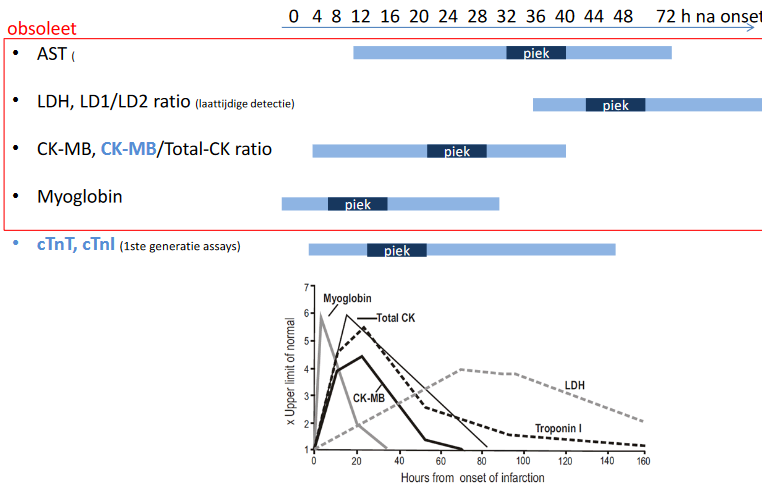 0 4 8 12 16 20 24 32 36 40 44 48 72 h na onset
obsoleet
• AST (
piek
• LDH, LD1/LD2 ratio (laattijdige detectie)
piek
• CK-MB, CK-MB/Total-CK ratio
piek
• Myoglobin
piek
• cTnT, cTnI (1ste generatie assays)
piek
7
Myoglobin
6
Total CK
5
4
LDH
CK-MB
3
2
Troponin I
1
x Upper limit of normal
0 20 40 60 80 100 120 140 160
Hours from onset of infarction